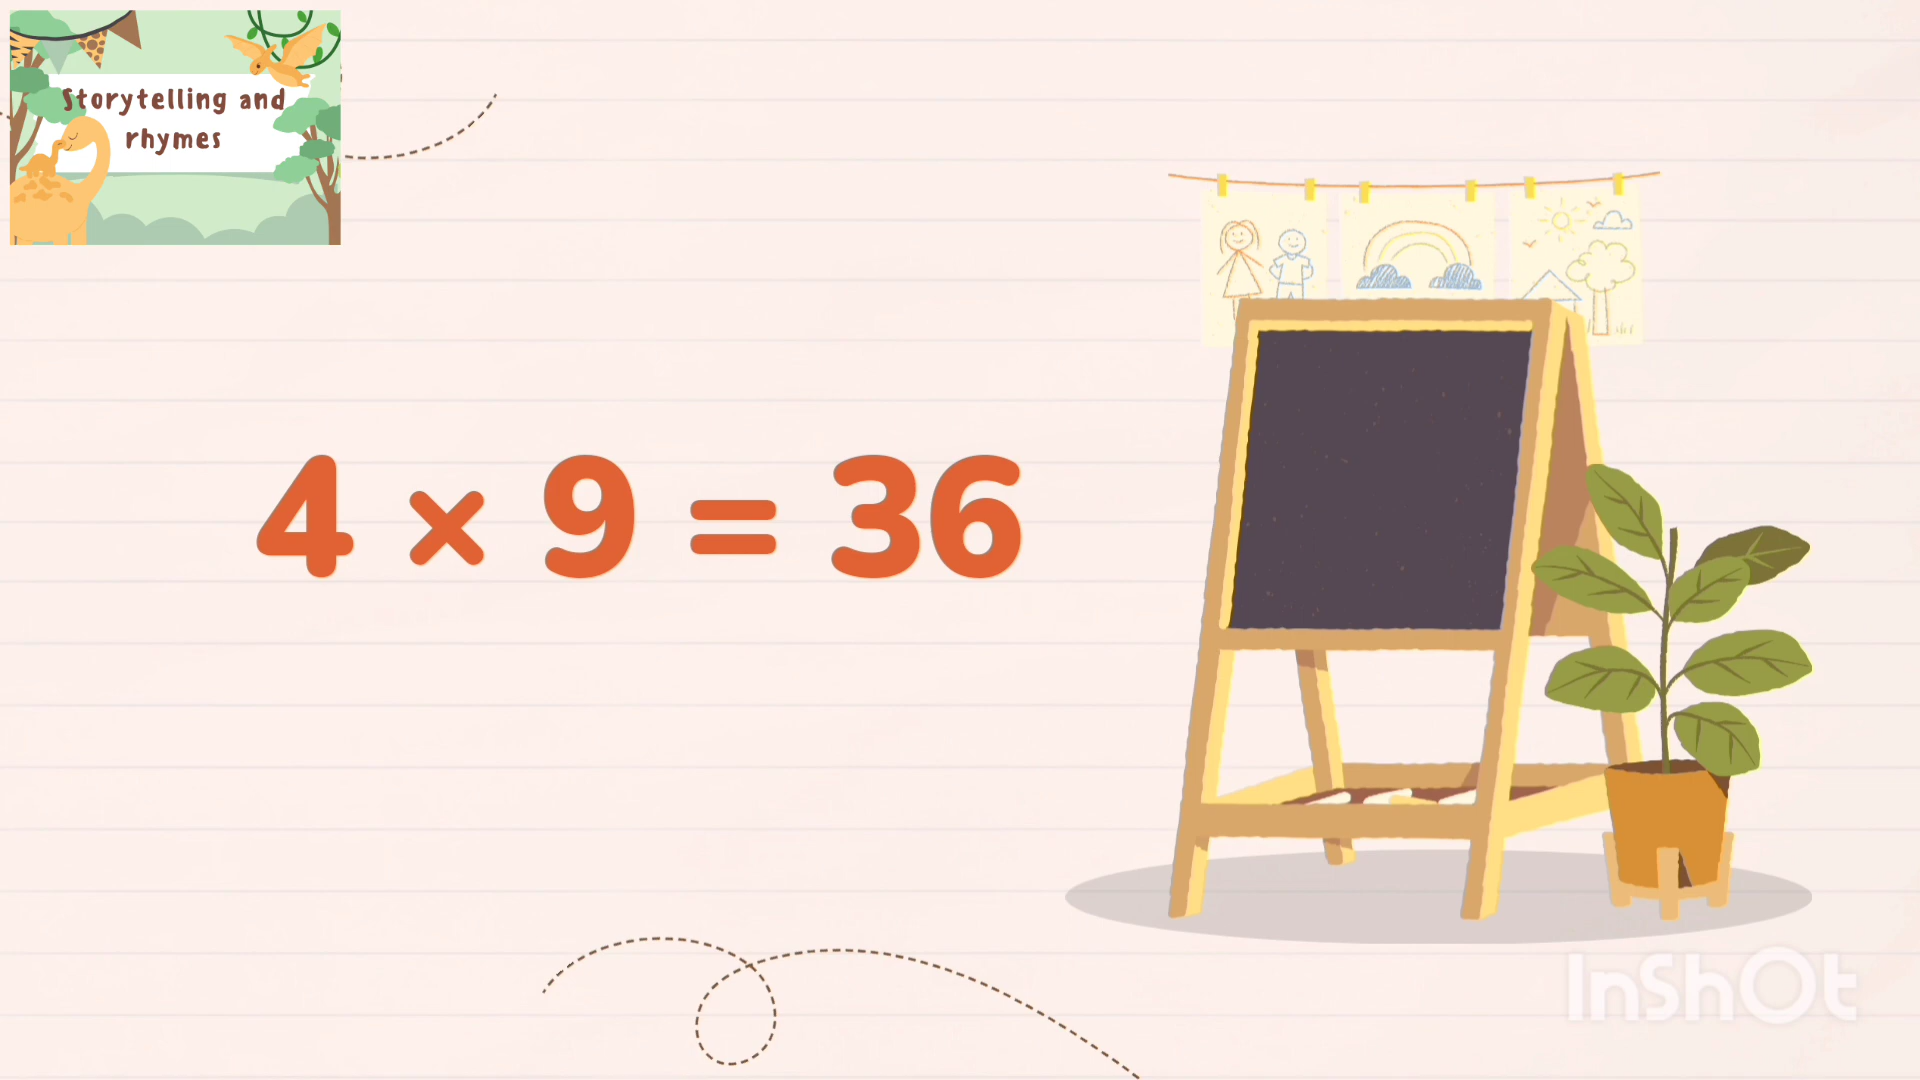 Storytelling and
rhymes
4 × 9 = 36
InShOt